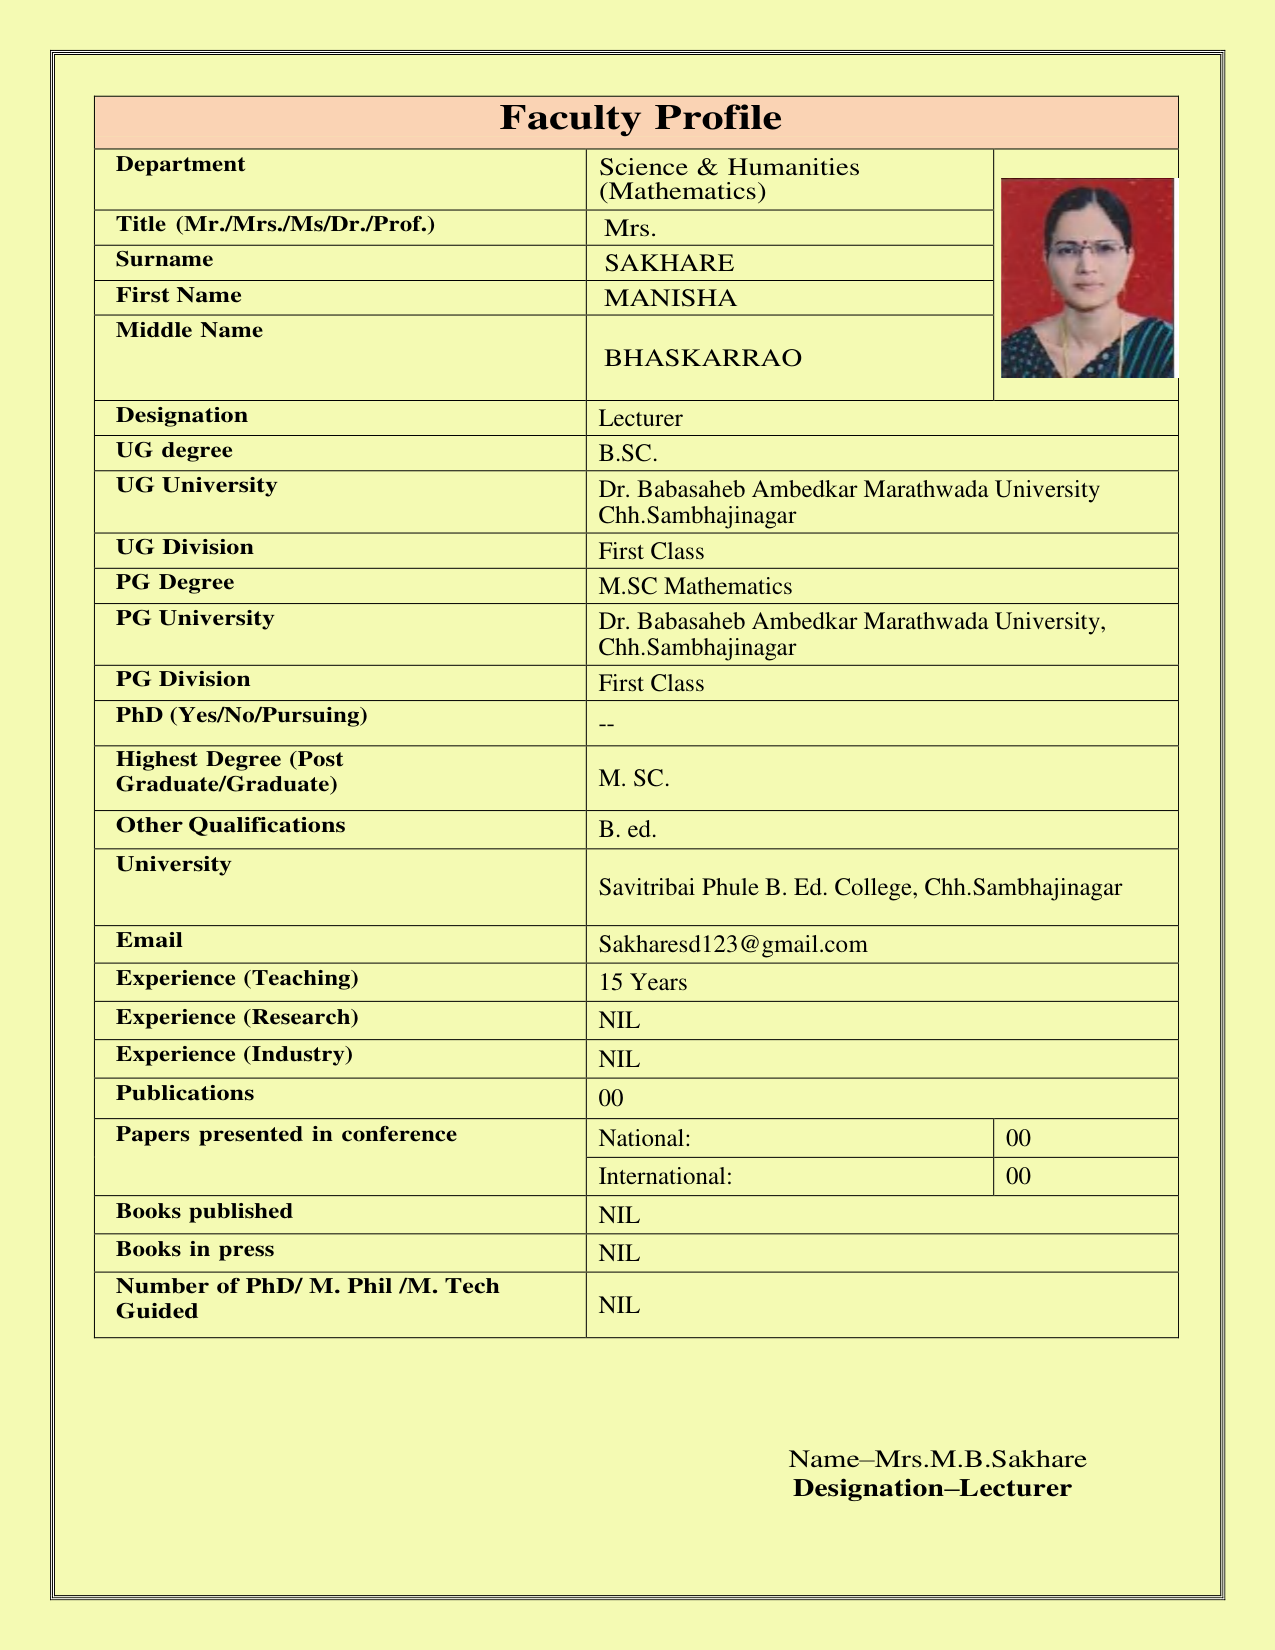 Faculty Profile
Department
Science & Humanities
(Mathematics)
Title (Mr./Mrs./Ms/Dr./Prof.)
Mrs.
Surname
SAKHARE
First Name
MANISHA
Middle Name
BHASKARRAO
Designation
Lecturer
UG degree
B.SC.
UG University
Dr. Babasaheb Ambedkar Marathwada University
Chh.Sambhajinagar
UG Division
First Class
PG Degree
M.SC Mathematics
PG University
Dr. Babasaheb Ambedkar Marathwada University,
Chh.Sambhajinagar
PG Division
First Class
PhD (Yes/No/Pursuing)
--
Highest Degree (Post
Graduate/Graduate)
M. SC.
Other Qualifications
B. ed.
University
Savitribai Phule B. Ed. College, Chh.Sambhajinagar
Email
Sakharesd123@gmail.com
Experience (Teaching)
15 Years
Experience (Research)
NIL
Experience (Industry)
NIL
Publications
00
Papers presented in conference
National:
00
International:
00
Books published
NIL
Books in press
NIL
Number of PhD/ M. Phil /M. Tech
Guided
NIL
Name–Mrs.M.B.Sakhare
Designation–Lecturer